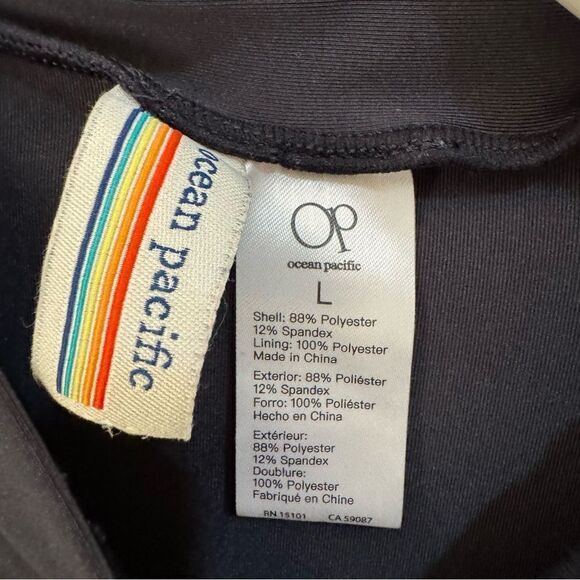 ocean pacific
Op
ocean pacific
L
Shell: 88% Polyester
12% Spandex
Lining: 100% Polyester
Made in China
Exterior: 88% Poliéster
12% Spandex
Forro: 100% Poliéster
Hecho en China
Extérieur:
88% Polyester
12% Spandex
Doublure:
100% Polyester
Fabriqué en Chine
RN 15101 CA 59087